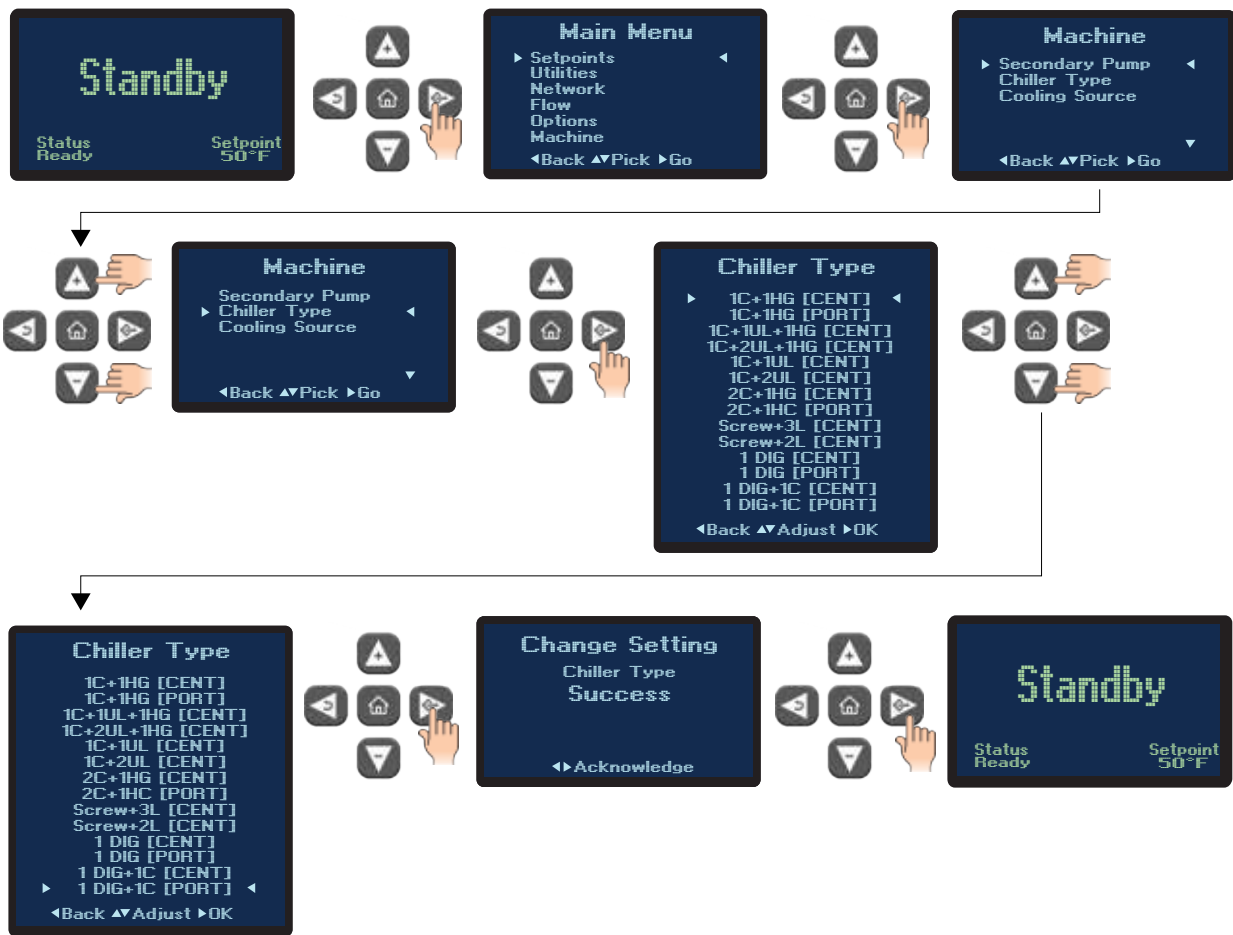 Standby
Status
Ready
Setpoint
50°F
Main Menu
Setpoints
Utilities
Network
Flow
Options
Machine
◀Back ▲▼Pick ▶Go
Machine
Secondary Pump
Chiller Type
Cooling Source
◀Back ▲▼Pick ▶Go
Machine
Secondary Pump
Chiller Type
Cooling Source
◀Back ▲▼Pick ▶Go
Chiller Type
1C+1HG [CENT]
1C+1HG [PORT]
1C+1UL+1HG [CENT]
1C+2UL+1HG [CENT]
1C+1UL [CENT]
1C+2UL [CENT]
2C+1HG [CENT]
2C+1HC [PORT]
Screw+3L [CENT]
Screw+2L [CENT]
1 DIG [CENT]
1 DIG [PORT]
1 DIG+1C [CENT]
1 DIG+1C [PORT]
◀Back ▲▼Adjust ▶OK
Chiller Type
1C+1HG [CENT]
1C+1HG [PORT]
1C+1UL+1HG [CENT]
1C+2UL+1HG [CENT]
1C+1UL [CENT]
1C+2UL [CENT]
2C+1HG [CENT]
2C+1HC [PORT]
Screw+3L [CENT]
Screw+2L [CENT]
1 DIG [CENT]
1 DIG [PORT]
1 DIG+1C [CENT]
1 DIG+1C [PORT]
◀Back ▲▼Adjust ▶OK
Change Setting
Chiller Type
Success
◀▶Acknowledge
Standby
Status
Ready
Setpoint
50°F